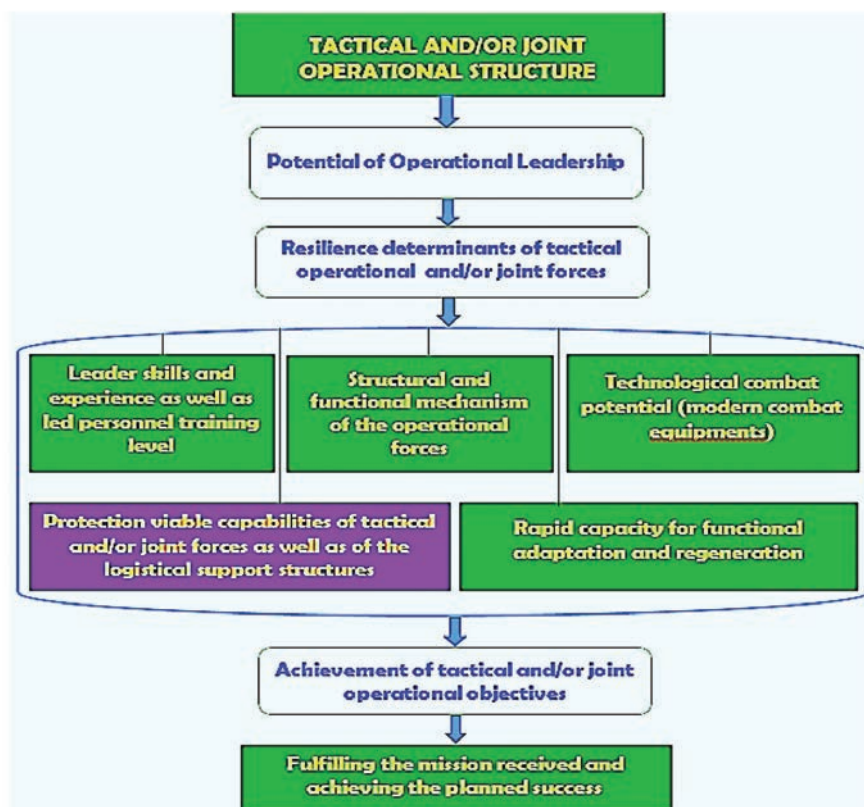 TACTICAL AND/OR JOINT
OPERATIONAL STRUCTURE
Potential of Operational Leadership
Resilience determinants of tactical
operational and/or joint forces
Leader skills and
experience as well as
led personnel training
level
Structural and
functional mechanism
of the operational
forces
Technological combat
potential (modern combat
equipments)
Protection viable capabilities of tactical
and/or joint forces as well as of the
logistical support structures
Rapid capacity for functional
adaptation and regeneration
Achievement of tactical and/or joint
operational objectives
Fulfilling the mission received and
achieving the planned success